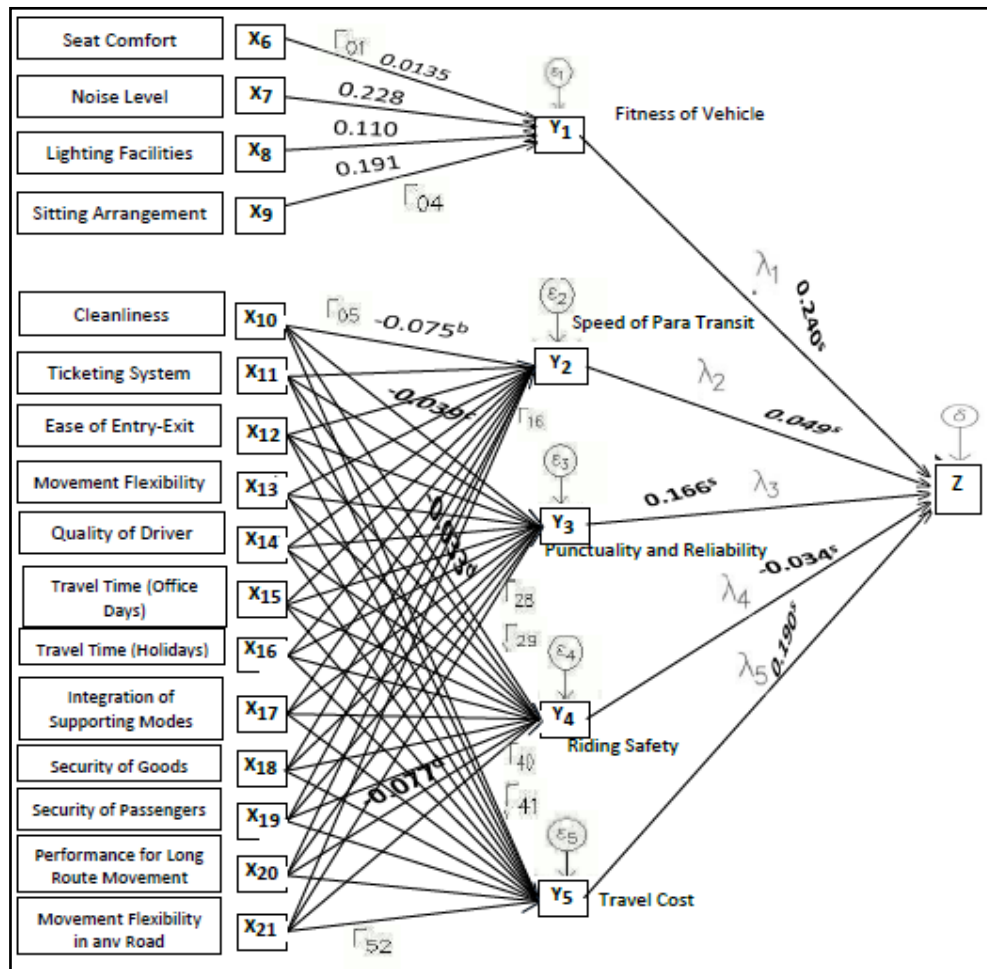 Seat Comfort
X6
Γ01
0.0135
Noise Level
X7
0.228
Lighting Facilities
X8
0.110
Sitting Arrangement
X9
0.191
Γ04
ε1
Y1
Fitness of Vehicle
λ1
0.240s
Cleanliness
X10
Γ05
-0.075b
ε2
Speed of Para Transit
Y2
λ2
0.049s
Ticketing System
X11
-0.039c
Γ16
Ease of Entry-Exit
X12
Movement Flexibility
X13
ε3
Y3
0.166s
λ3
Punctuality and Reliability
δ
Z
Quality of Driver
X14
Γ28
Travel Time (Office
Days)
X15
Γ29
-0.034s
λ4
Travel Time (Holidays)
X16
ε4
Y4
Riding Safety
λ5
0.190s
Integration of
Supporting Modes
X17
Security of Goods
X18
Γ40
Security of Passengers
X19
Γ41
Performance for Long
Route Movement
X20
ε5
Y5
Travel Cost
Movement Flexibility
in any Road
X21
Γ52